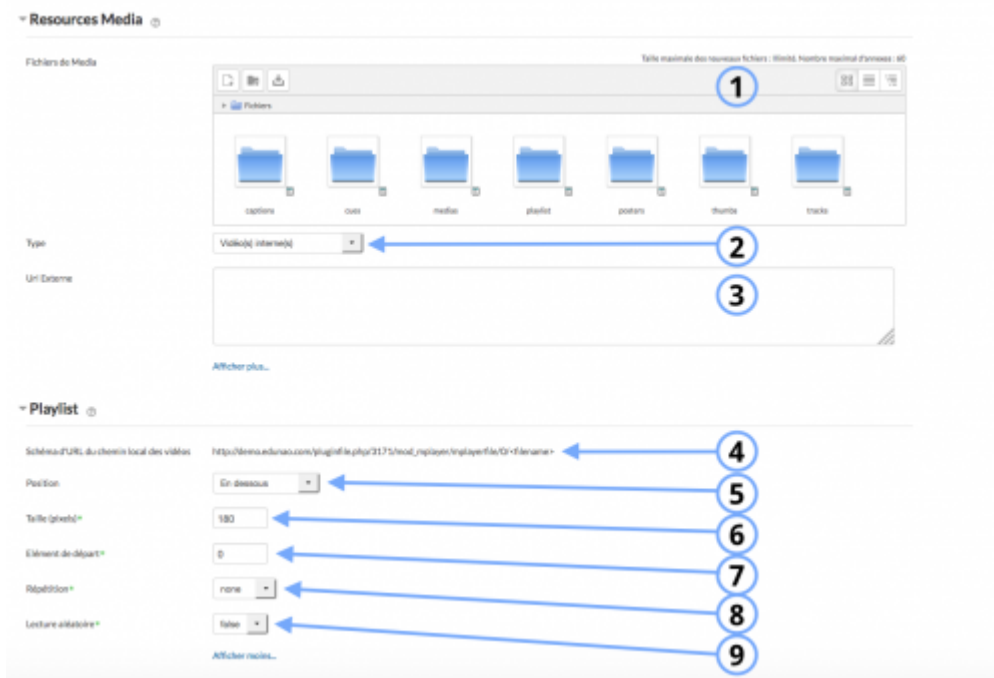 Resources Media
Fichiers de Media
Taille maximale des nouveaux fichiers : Illimité, Nombre maximal d'annexes : 60
1
Fichiers
captions cues medias playlist posters thumbs tracks
Type Vidéo(s) interne(s) 2
Url Externe 3
Afficher plus...
Playlist
Schéma d'URL du chemin local des vidéos http://demo.edunao.com/pluginfile.php/3171/mod_mplayer/mplayerfile/0/<filename> 4
Position En dessous 5
Taille (pixels)* 180 6
Elément de départ* 0 7
Répétition* none 8
Lecture aléatoire* false 9
Afficher moins...